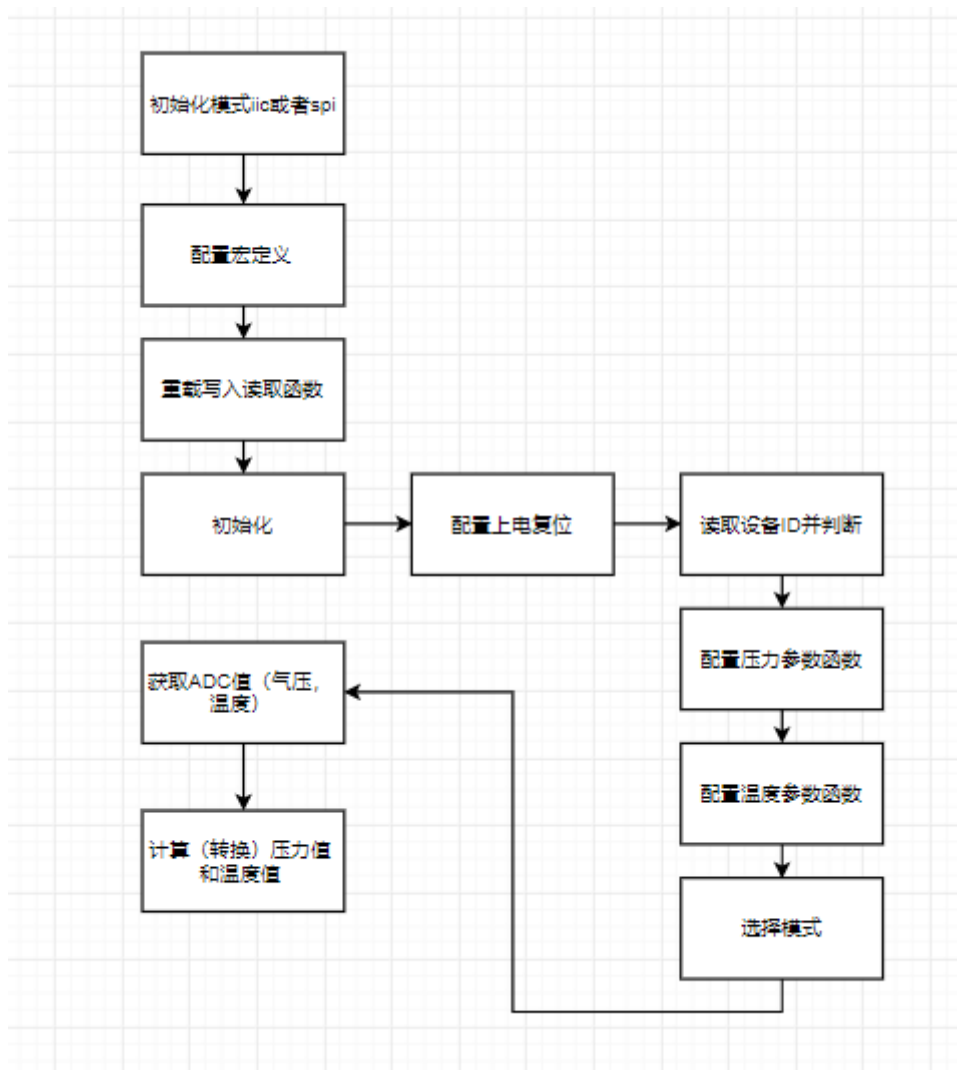 初始化模式iic或者spi
配置宏定义
重载写入读取函数
初始化
配置上电复位
读取设备ID并判断
配置压力参数函数
配置温度参数函数
选择模式
获取ADC值（气压，
温度）
计算（转换）压力值
和温度值